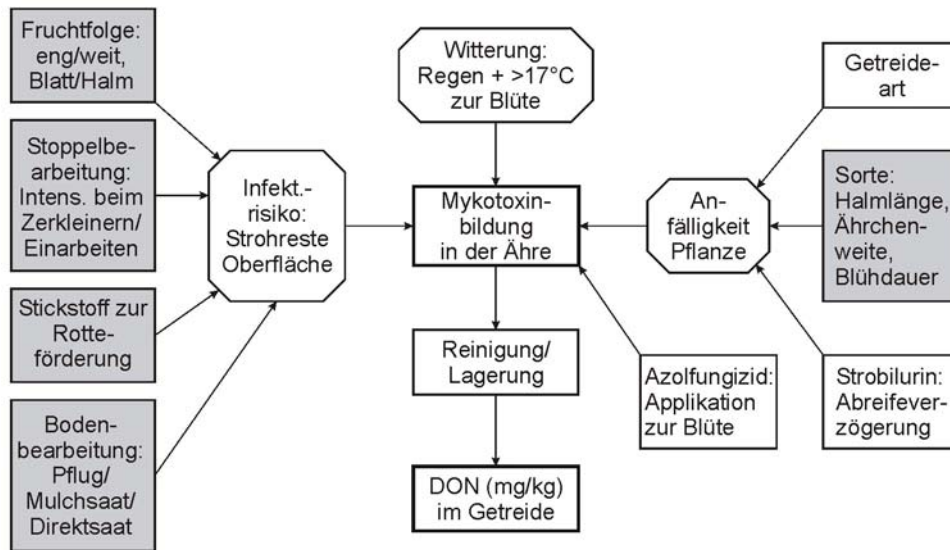 Fruchtfolge:
eng/weit,
Blatt/Halm
Stoppelbe-
arbeitung:
Intens. beim
Zerkleinern/
Einarbeiten
Stickstoff zur
Rotte-
förderung
Boden-
bearbeitung:
Pflug/
Mulchsaat/
Direktsaat
Infekt.-
risiko:
Strohreste
Oberfläche
Witterung:
Regen + >17°C
zur Blüte
Mykotoxin-
bildung
in der Ähre
Reinigung/
Lagerung
DON (mg/kg)
im Getreide
Azolfungizid:
Applikation
zur Blüte
An-
fälligkeit
Pflanze
Getreide-
art
Sorte:
Halmlänge,
Ährchen-
weite,
Blühdauer
Strobilurin:
Abreifever-
zögerung